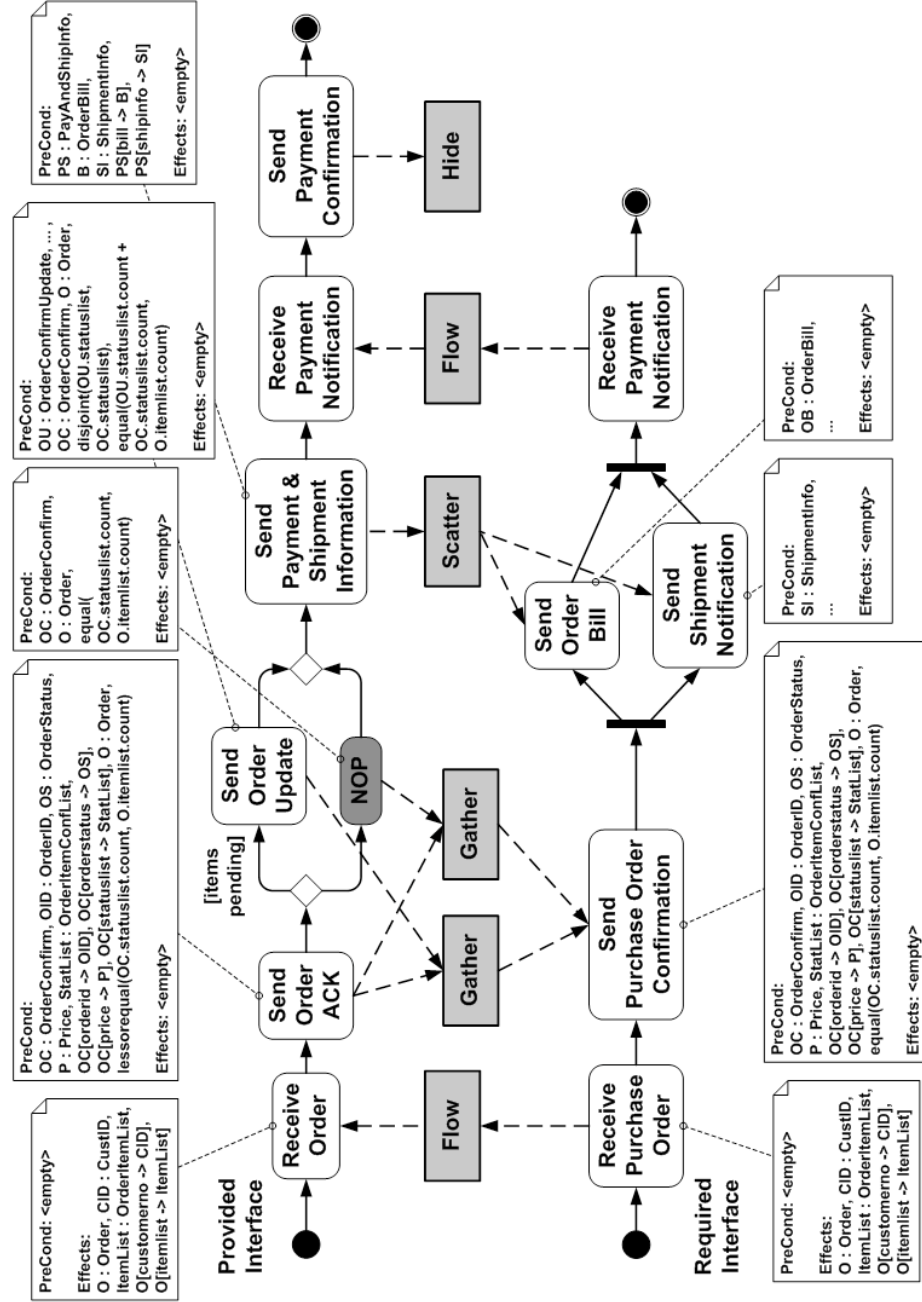 PreCond: <empty>
Effects:
O : Order, CID : CustID,
ItemList : OrderItemList,
O[customerno -> CID],
O[itemlist -> ItemList]
PreCond:
OC : OrderConfirm, OID : OrderID, OS : OrderStatus,
P : Price, StatList : OrderItemConfList,
OC[orderid -> OID], OC[orderstatus -> OS],
OC[price -> P], OC[statuslist -> StatList], O : Order,
lessorequal(OC.statuslist.count, O.itemlist.count)
Effects: <empty>
PreCond:
OC : OrderConfirm,
O : Order,
equal(
OC.statuslist.count,
O.itemlist.count)
Effects: <empty>
PreCond:
OU : OrderConfirmUpdate, ... ,
OC : OrderConfirm, O : Order,
disjoint(OU.statuslist,
OC.statuslist),
equal(OU.statuslist.count +
OC.statuslist.count,
O.itemlist.count)
Effects: <empty>
PreCond:
PS : PayAndShipInfo,
B : OrderBill,
SI : ShipmentInfo,
PS[bill -> B],
PS[shipinfo -> SI]
Effects: <empty>
Provided
Interface
Receive
Order
Send
Order
ACK
[items
pending]
Send
Order
Update
NOP
Send
Payment &
Shipment
Information
Receive
Payment
Notification
Send
Payment
Confirmation
Flow
Gather
Gather
Scatter
Flow
Hide
Required
Interface
Receive
Purchase
Order
Send
Purchase Order
Confirmation
Send
Order
Bill
Send
Shipment
Notification
Receive
Payment
Notification
PreCond: <empty>
Effects:
O : Order, CID : CustID,
ItemList : OrderItemList,
O[customerno -> CID],
O[itemlist -> ItemList]
PreCond:
OC : OrderConfirm, OID : OrderID, OS : OrderStatus,
P : Price, StatList : OrderItemConfList,
OC[orderid -> OID], OC[orderstatus -> OS],
OC[price -> P], OC[statuslist -> StatList], O : Order,
equal(OC.statuslist.count, O.itemlist.count)
Effects: <empty>
PreCond:
SI : ShipmentInfo,
...
Effects: <empty>
PreCond:
OB : OrderBill,
...
Effects: <empty>